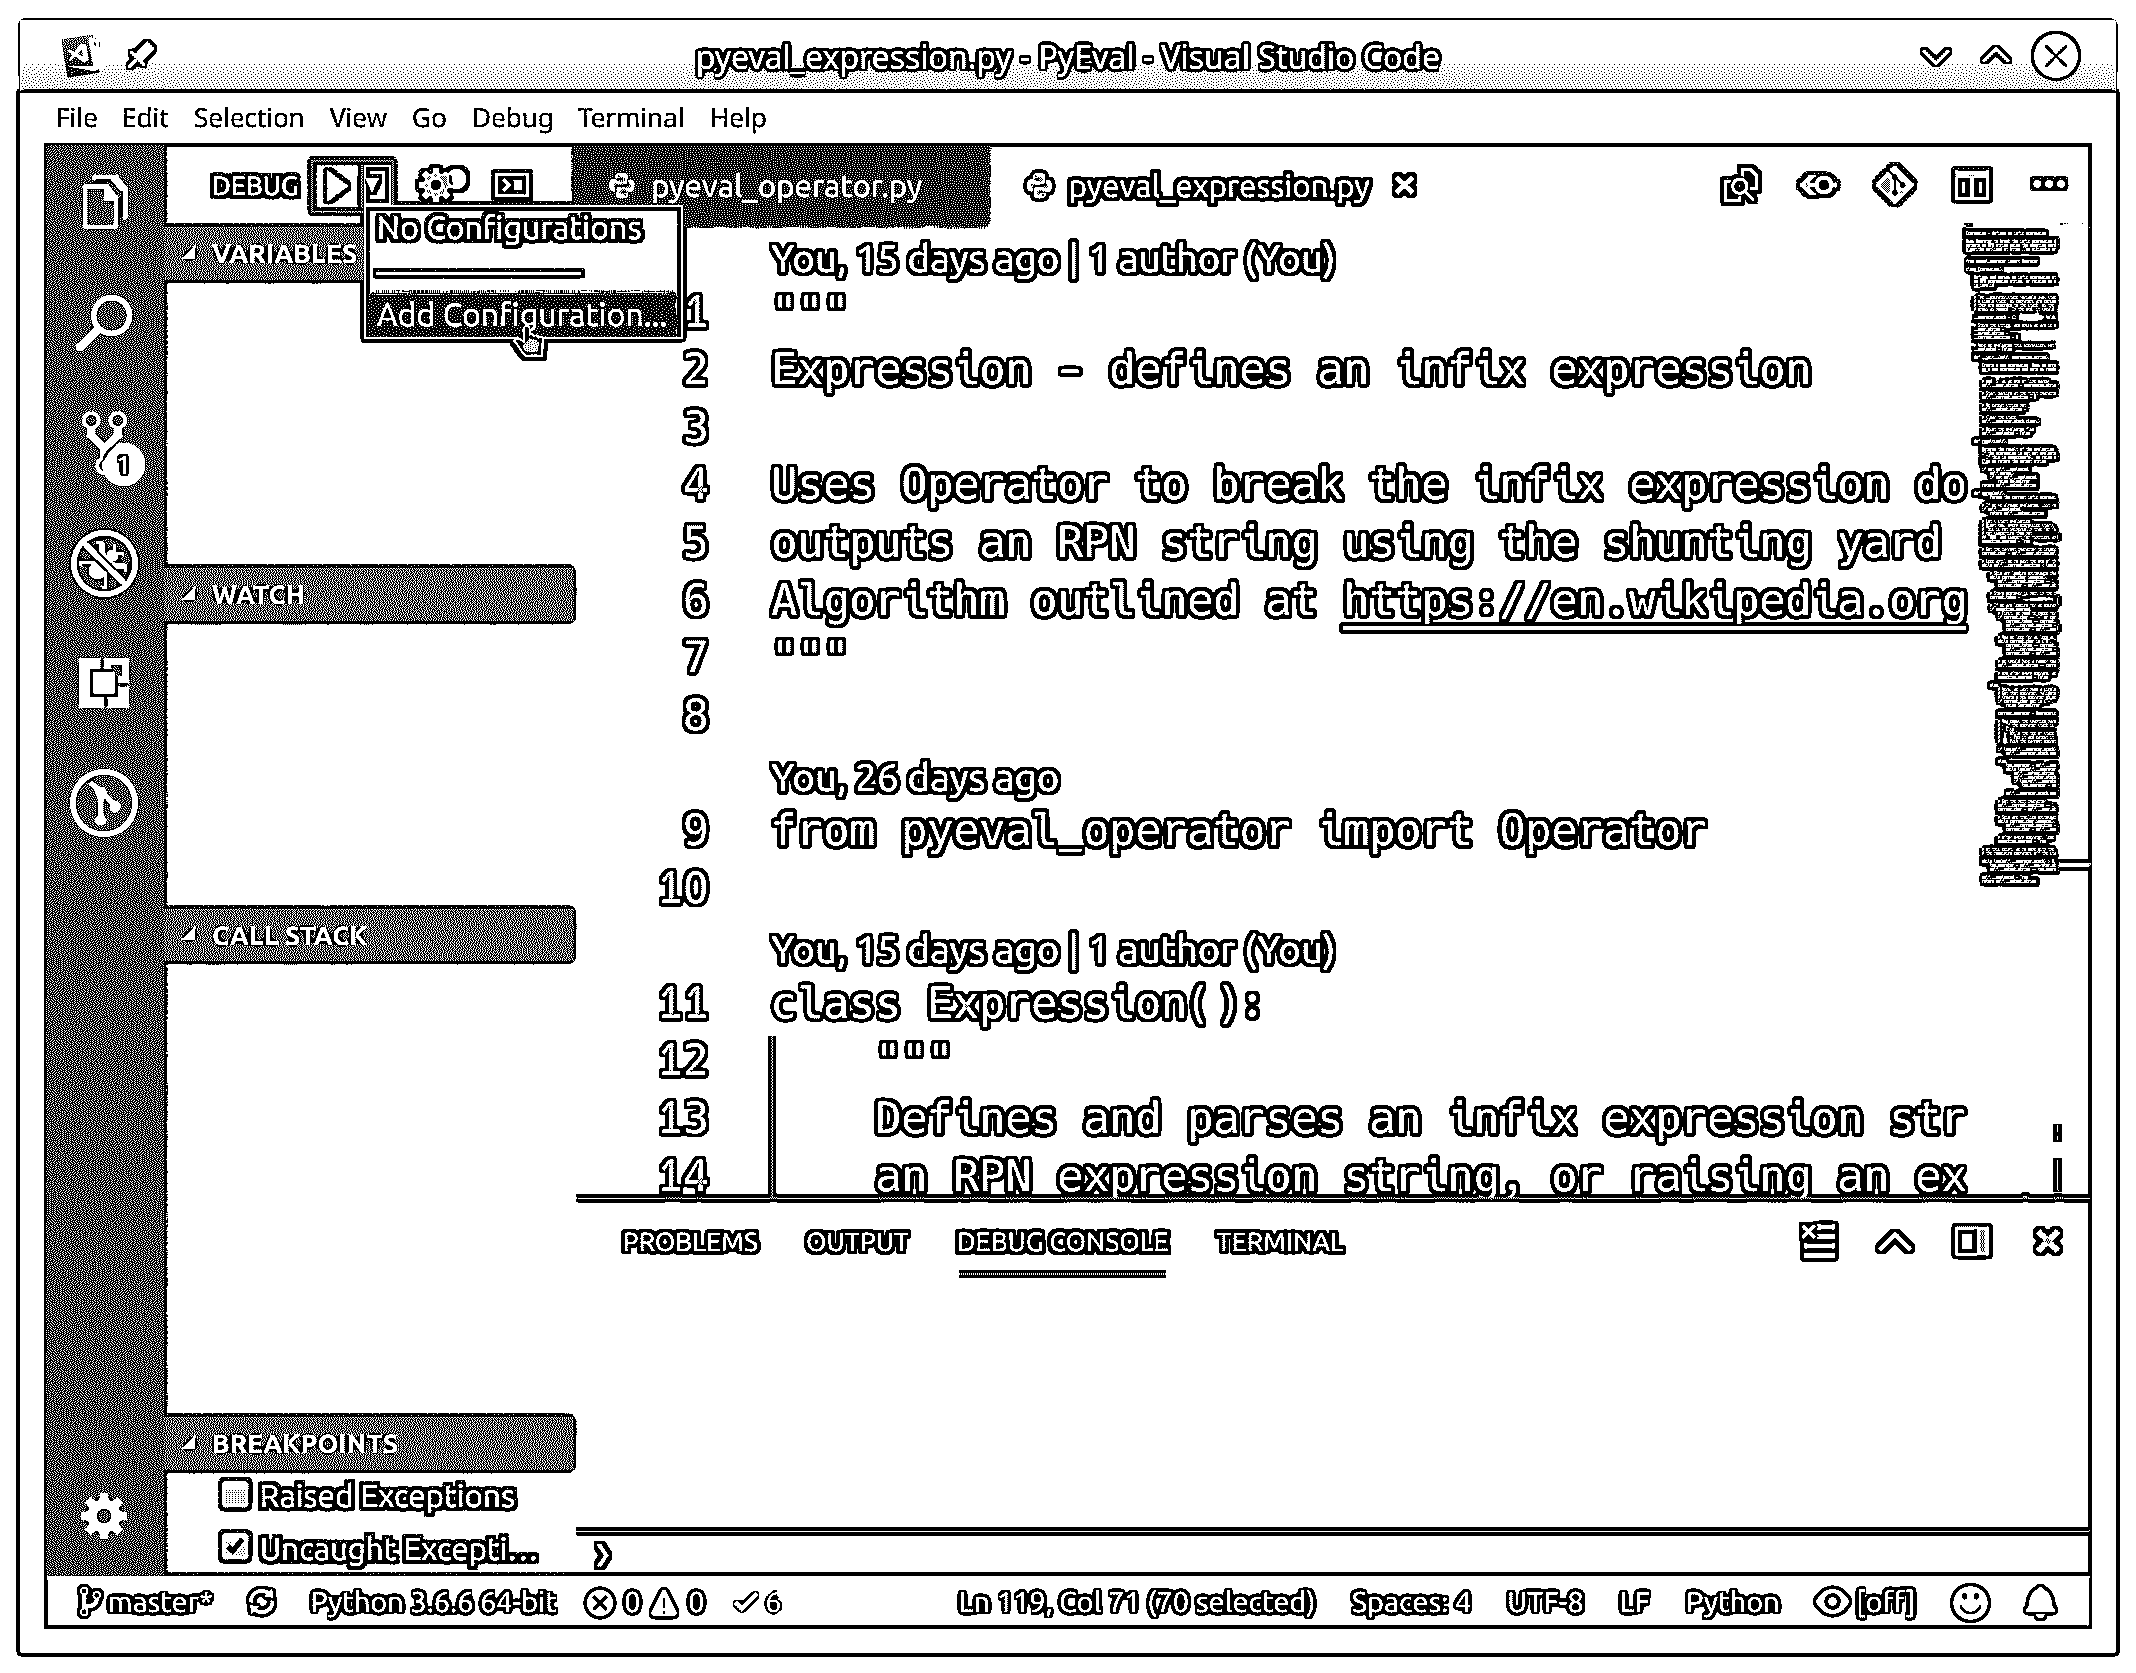 pyeval_expression.py - PyEval - Visual Studio Code
File Edit Selection View Go Debug Terminal Help
DEBUG
No Configurations
Add Configuration...
pyeval_operator.py
pyeval_expression.py
VARIABLES
WATCH
CALL STACK
BREAKPOINTS
Raised Exceptions
Uncaught Excepti...
1
You, 15 days ago | 1 author (You)
1 """
2 Expression - defines an infix expression
3
4 Uses Operator to break the infix expression do
5 outputs an RPN string using the shunting yard
6 Algorithm outlined at https://en.wikipedia.org
7 """
8
You, 26 days ago
9 from pyeval_operator import Operator
10
You, 15 days ago | 1 author (You)
11 class Expression():
12 """
13 Defines and parses an infix expression str
14 an RPN expression string, or raising an ex
PROBLEMS OUTPUT DEBUG CONSOLE TERMINAL
❯
master* Python 3.6.6 64-bit 0 0 6 Ln 119, Col 71 (70 selected) Spaces: 4 UTF-8 LF Python [off]